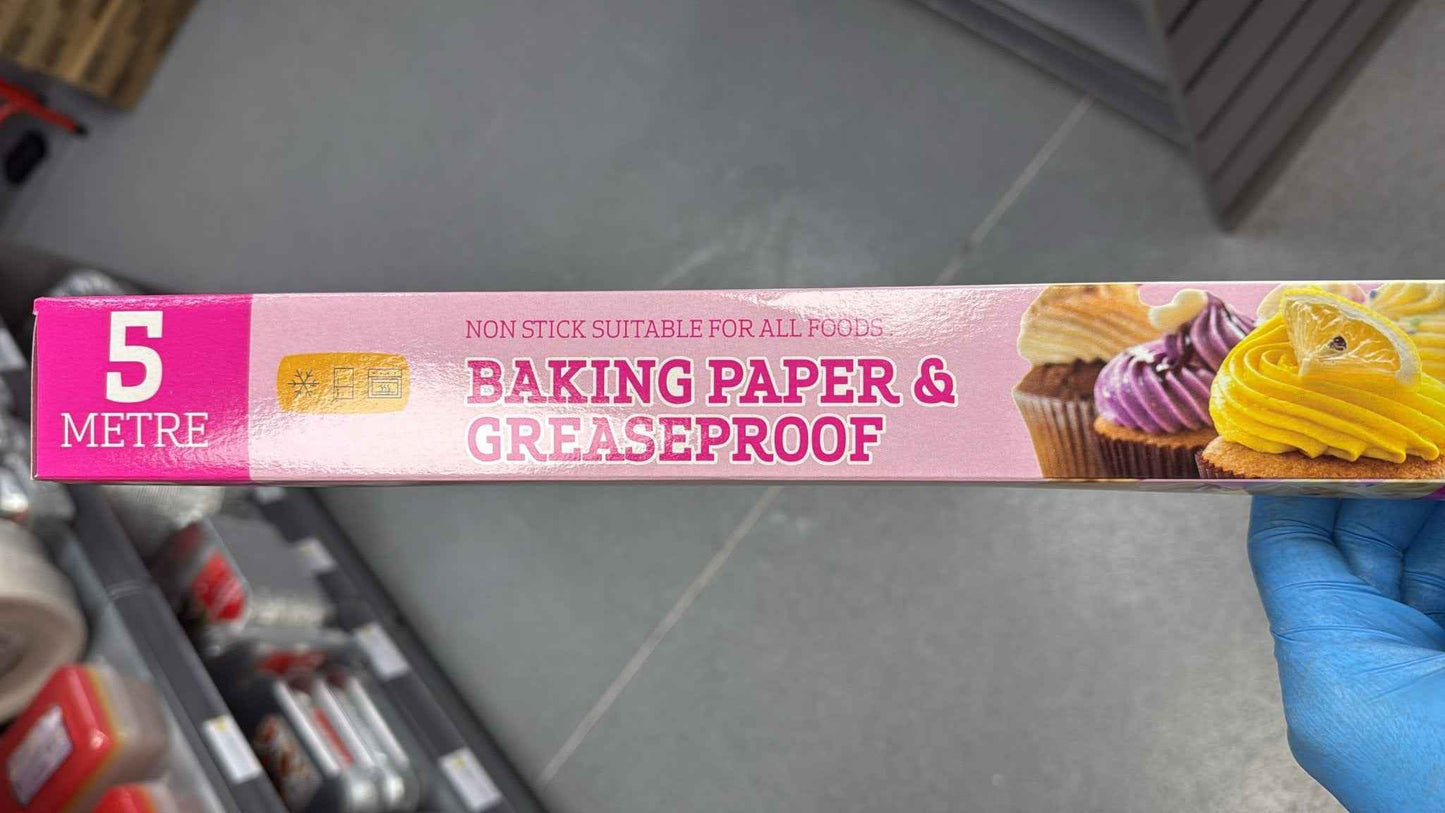 5
METRE
NON STICK SUITABLE FOR ALL FOODS
BAKING PAPER &
GREASEPROOF